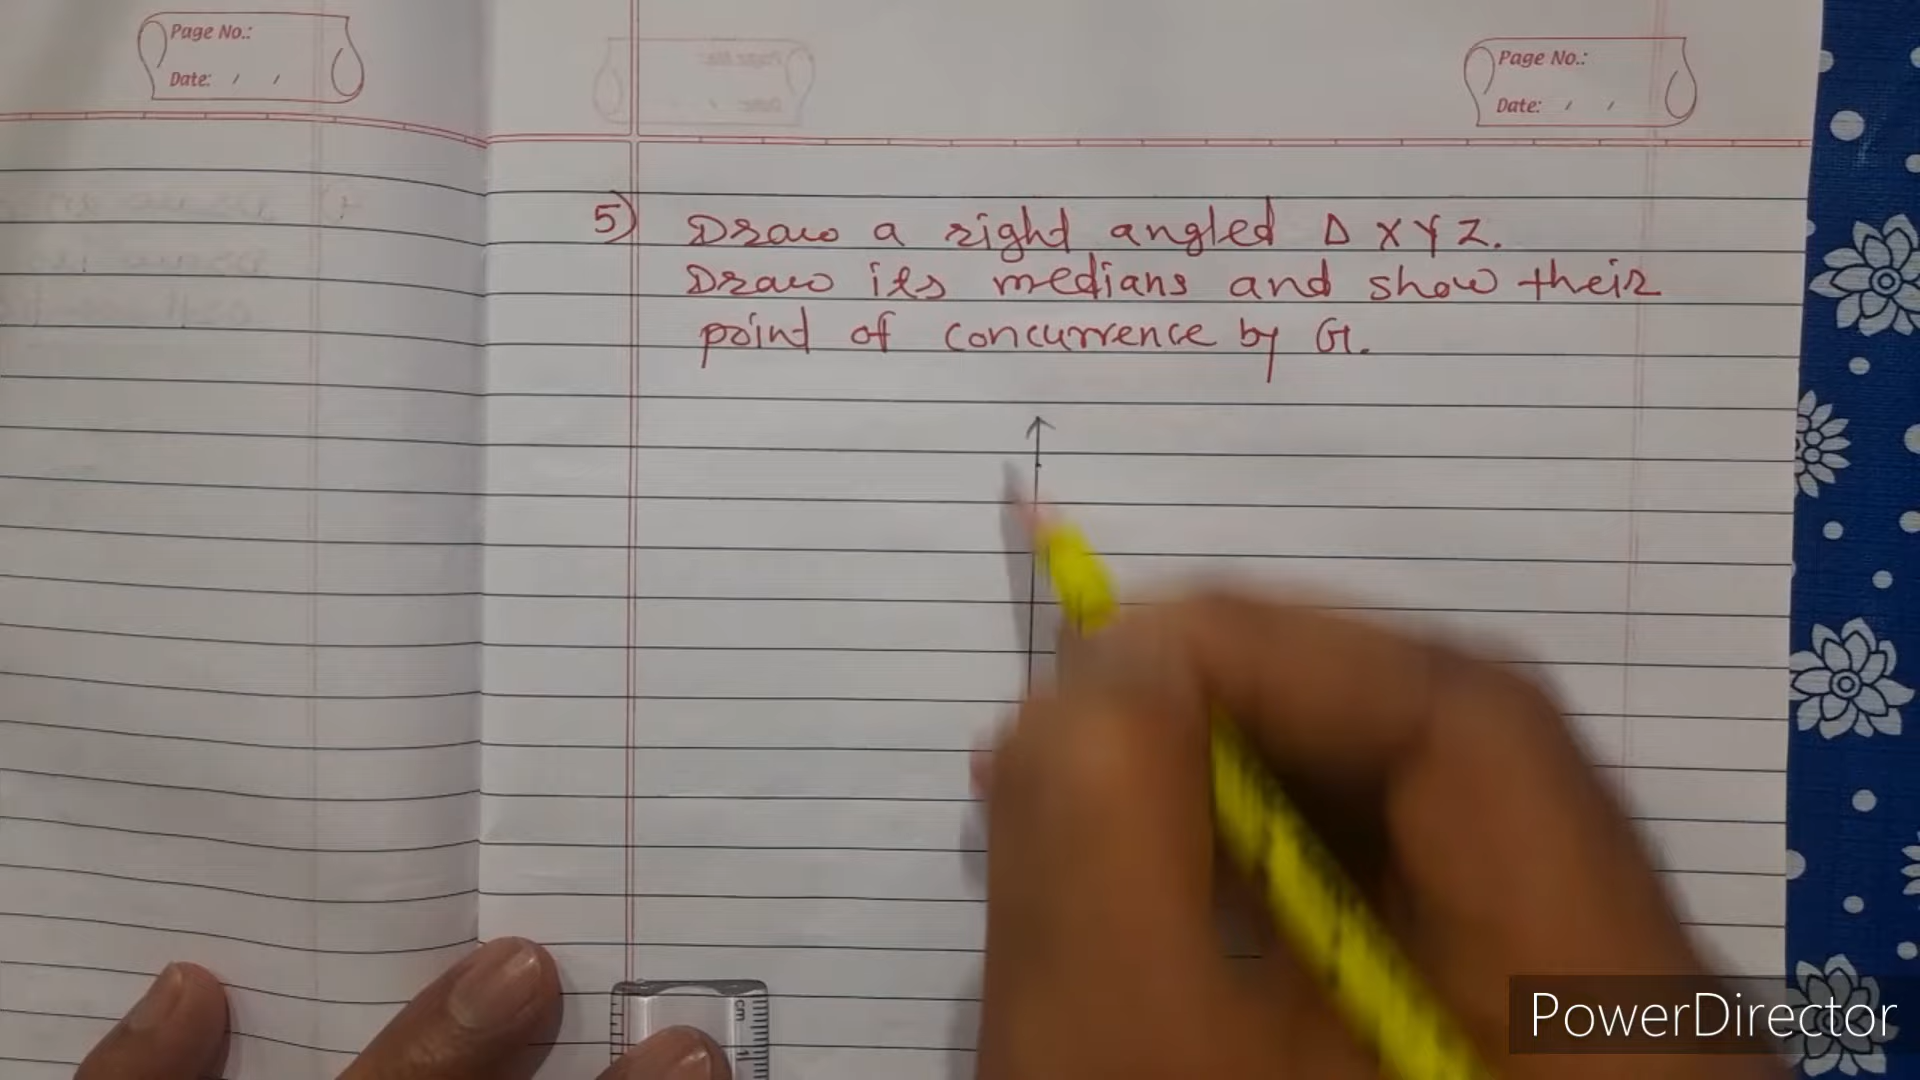 Page No.:
Date: / /
Page No.:
Date: / /
5) Draw a right angled Δ XYZ.
Draw its medians and show their
point of concurrence by G.
cm
1
PowerDirector